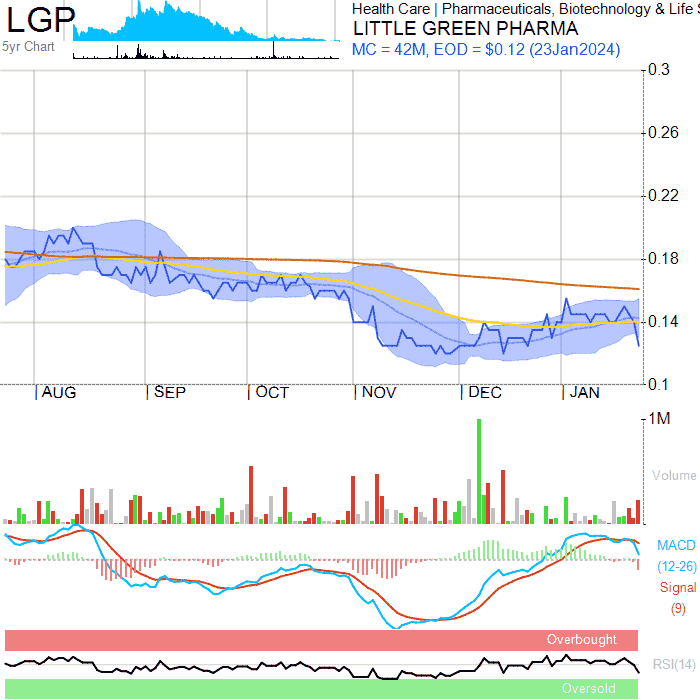 LGP
5yr Chart
Health Care | Pharmaceuticals, Biotechnology & Life S
LITTLE GREEN PHARMA
MC = 42M, EOD = $0.12 (23Jan2024)
0.3
0.26
0.22
0.18
0.14
0.1
AUG
SEP
OCT
NOV
DEC
JAN
1M
Volume
MACD
(12-26)
Signal
(9)
Overbought
RSI(14)
Oversold